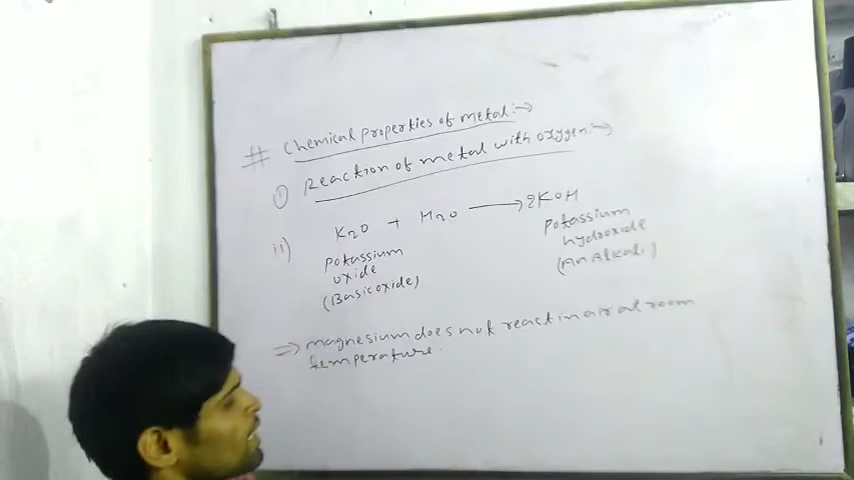 # Chemical properties of metal :→
① Reaction of metal with oxygen :→
ii) K2O + H2O → 2KOH
potassium oxide (Basic oxide)
potassium hydroxide (An Alkali)
⇒ magnesium does not react in air at room
temperature.